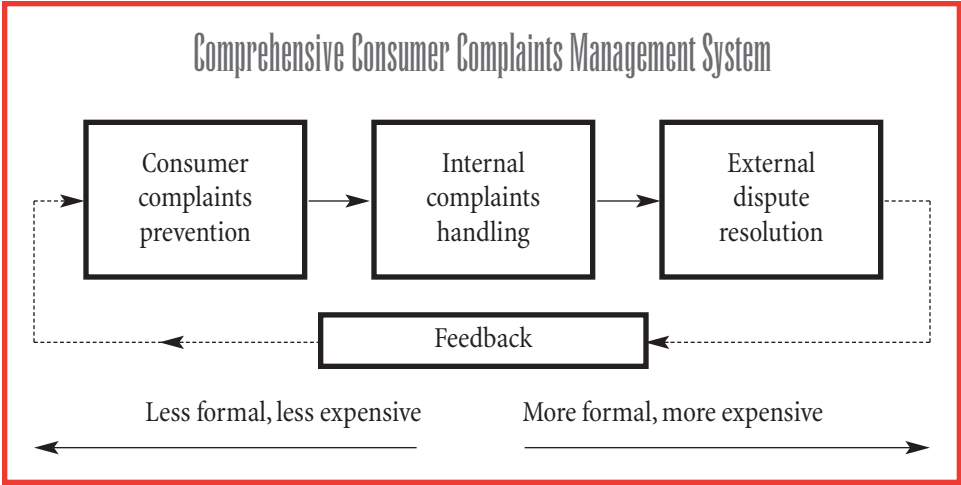 Comprehensive Consumer Complaints Management System
Consumer
complaints
prevention
Internal
complaints
handling
External
dispute
resolution
Feedback
Less formal, less expensive
More formal, more expensive